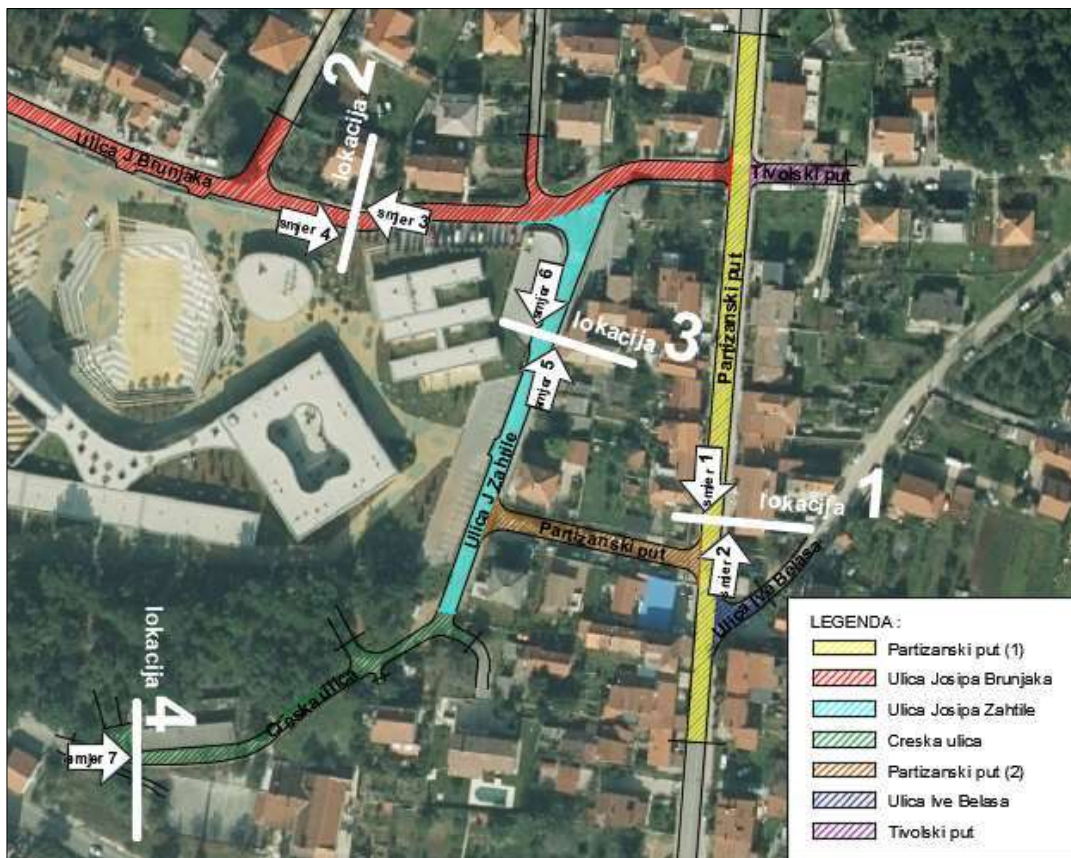 lokacija 2
Ulica J Brunjaka
smjer 4
smjer 3
Tivolski put
smjer 6
lokacija 3
smjer 5
Partizanski put
Ulica J Zahtile
smjer 1
lokacija 1
Partizanski put
smjer 2
Ulica Ive Belasa
lokacija 4
Creska ulica
smjer 7
LEGENDA :
Partizanski put (1)
Ulica Josipa Brunjaka
Ulica Josipa Zahtile
Creska ulica
Partizanski put (2)
Ulica Ive Belasa
Tivolski put